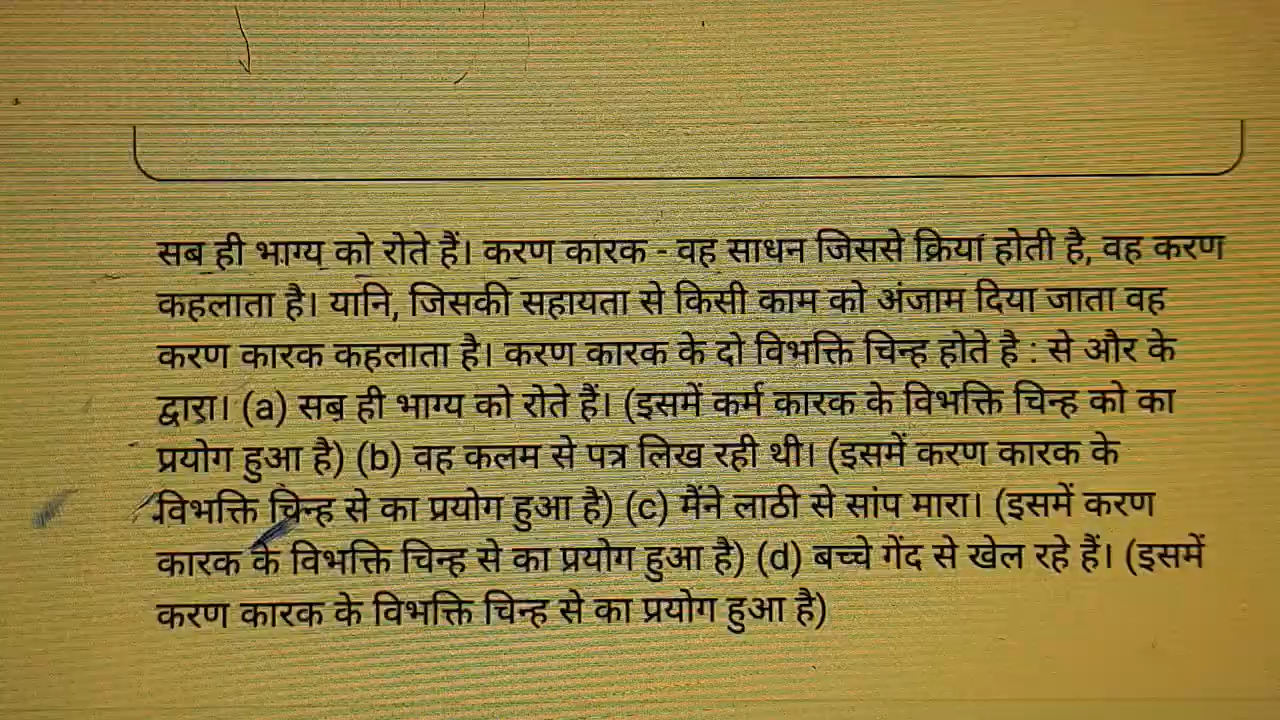 सब ही भाग्य को रोते हैं। करण कारक - वह साधन जिससे क्रिया होती है, वह करण
कहलाता है। यानि, जिसकी सहायता से किसी काम को अंजाम दिया जाता वह
करण कारक कहलाता है। करण कारक के दो विभक्ति चिन्ह होते है : से और के
द्वारा। (a) सब ही भाग्य को रोते हैं। (इसमें कर्म कारक के विभक्ति चिन्ह को का
प्रयोग हुआ है) (b) वह कलम से पत्र लिख रही थी। (इसमें करण कारक के
विभक्ति चिन्ह से का प्रयोग हुआ है) (c) मैंने लाठी से सांप मारा। (इसमें करण
कारक के विभक्ति चिन्ह से का प्रयोग हुआ है) (d) बच्चे गेंद से खेल रहे हैं। (इसमें
करण कारक के विभक्ति चिन्ह से का प्रयोग हुआ है)